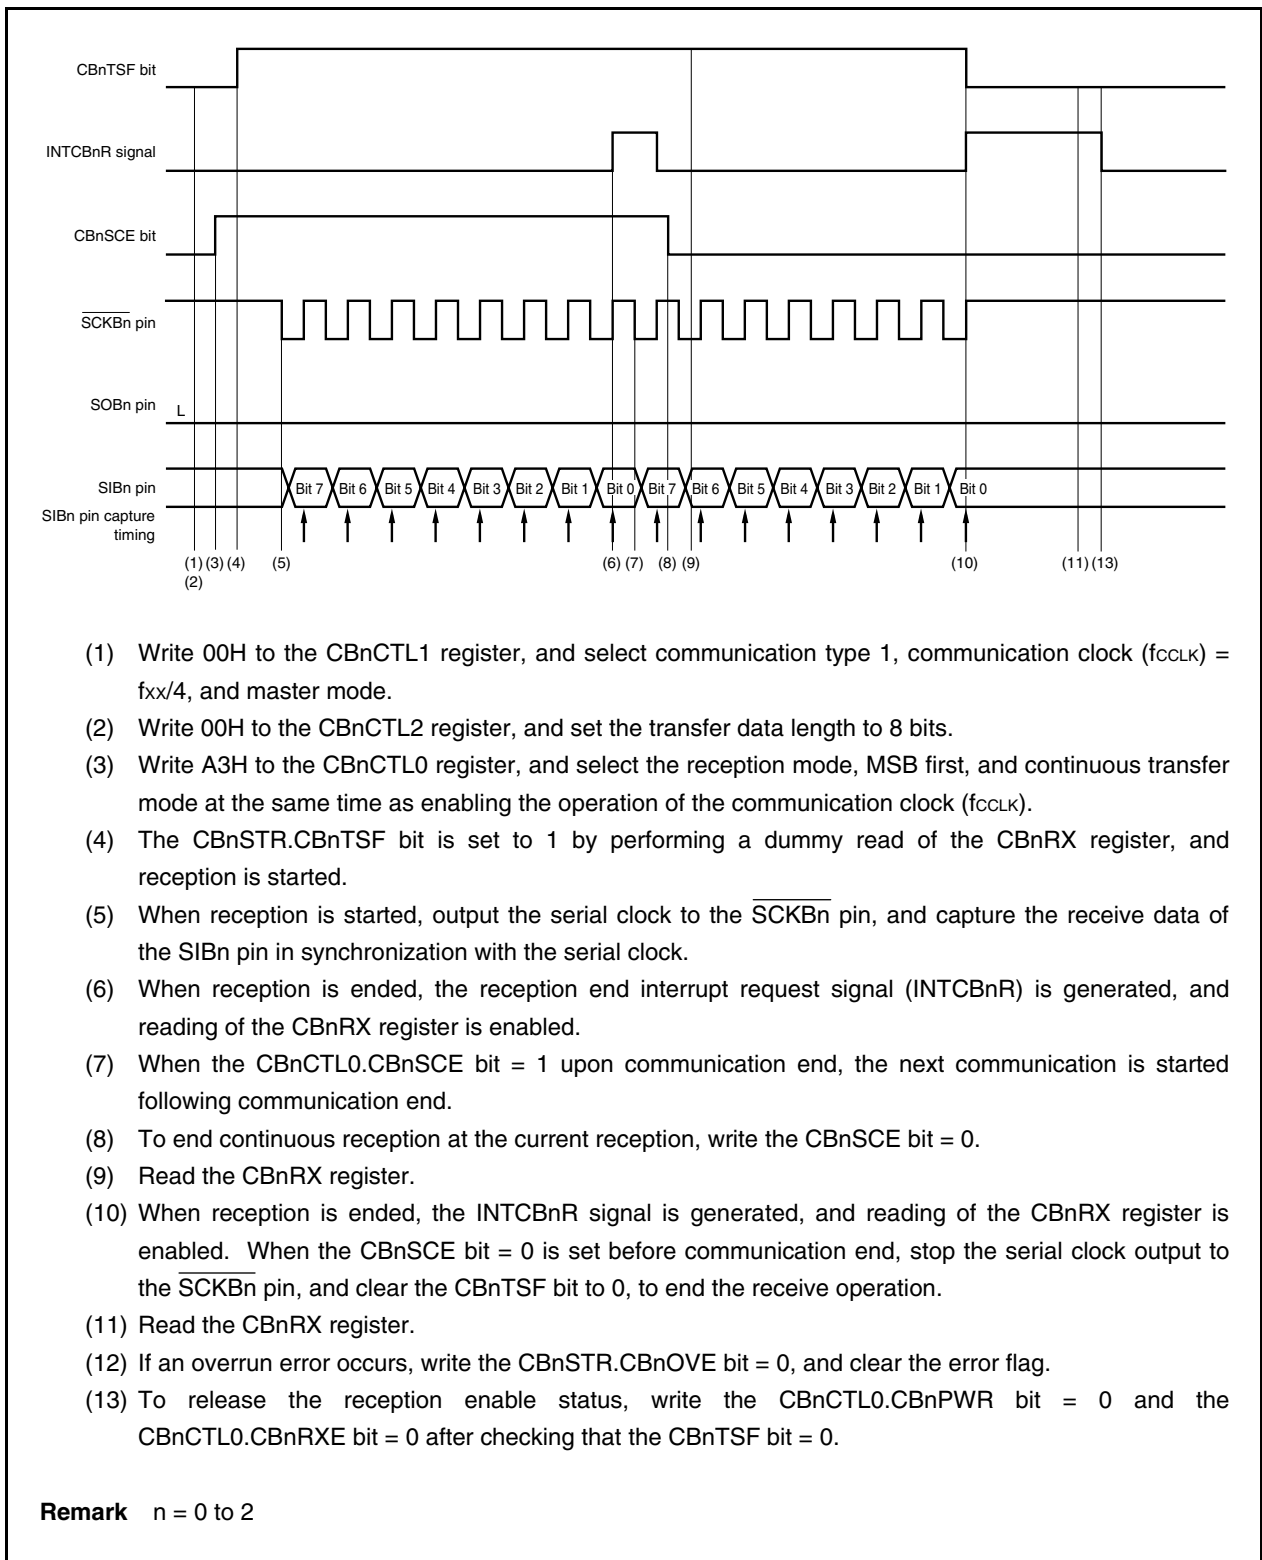 CBnTSF bit
INTCBnR signal
CBnSCE bit
SCKBn pin
SOBn pin L
SIBn pin Bit 7 Bit 6 Bit 5 Bit 4 Bit 3 Bit 2 Bit 1 Bit 0 Bit 7 Bit 6 Bit 5 Bit 4 Bit 3 Bit 2 Bit 1 Bit 0
SIBn pin capture
timing
(1) (3) (4) (5) (6) (7) (8) (9) (10) (11) (13)
(2)
(1) Write 00H to the CBnCTL1 register, and select communication type 1, communication clock (fCCLK) =
fxx/4, and master mode.
(2) Write 00H to the CBnCTL2 register, and set the transfer data length to 8 bits.
(3) Write A3H to the CBnCTL0 register, and select the reception mode, MSB first, and continuous transfer
mode at the same time as enabling the operation of the communication clock (fCCLK).
(4) The CBnSTR.CBnTSF bit is set to 1 by performing a dummy read of the CBnRX register, and
reception is started.
(5) When reception is started, output the serial clock to the SCKBn pin, and capture the receive data of
the SIBn pin in synchronization with the serial clock.
(6) When reception is ended, the reception end interrupt request signal (INTCBnR) is generated, and
reading of the CBnRX register is enabled.
(7) When the CBnCTL0.CBnSCE bit = 1 upon communication end, the next communication is started
following communication end.
(8) To end continuous reception at the current reception, write the CBnSCE bit = 0.
(9) Read the CBnRX register.
(10) When reception is ended, the INTCBnR signal is generated, and reading of the CBnRX register is
enabled. When the CBnSCE bit = 0 is set before communication end, stop the serial clock output to
the SCKBn pin, and clear the CBnTSF bit to 0, to end the receive operation.
(11) Read the CBnRX register.
(12) If an overrun error occurs, write the CBnSTR.CBnOVE bit = 0, and clear the error flag.
(13) To release the reception enable status, write the CBnCTL0.CBnPWR bit = 0 and the
CBnCTL0.CBnRXE bit = 0 after checking that the CBnTSF bit = 0.
Remark n = 0 to 2